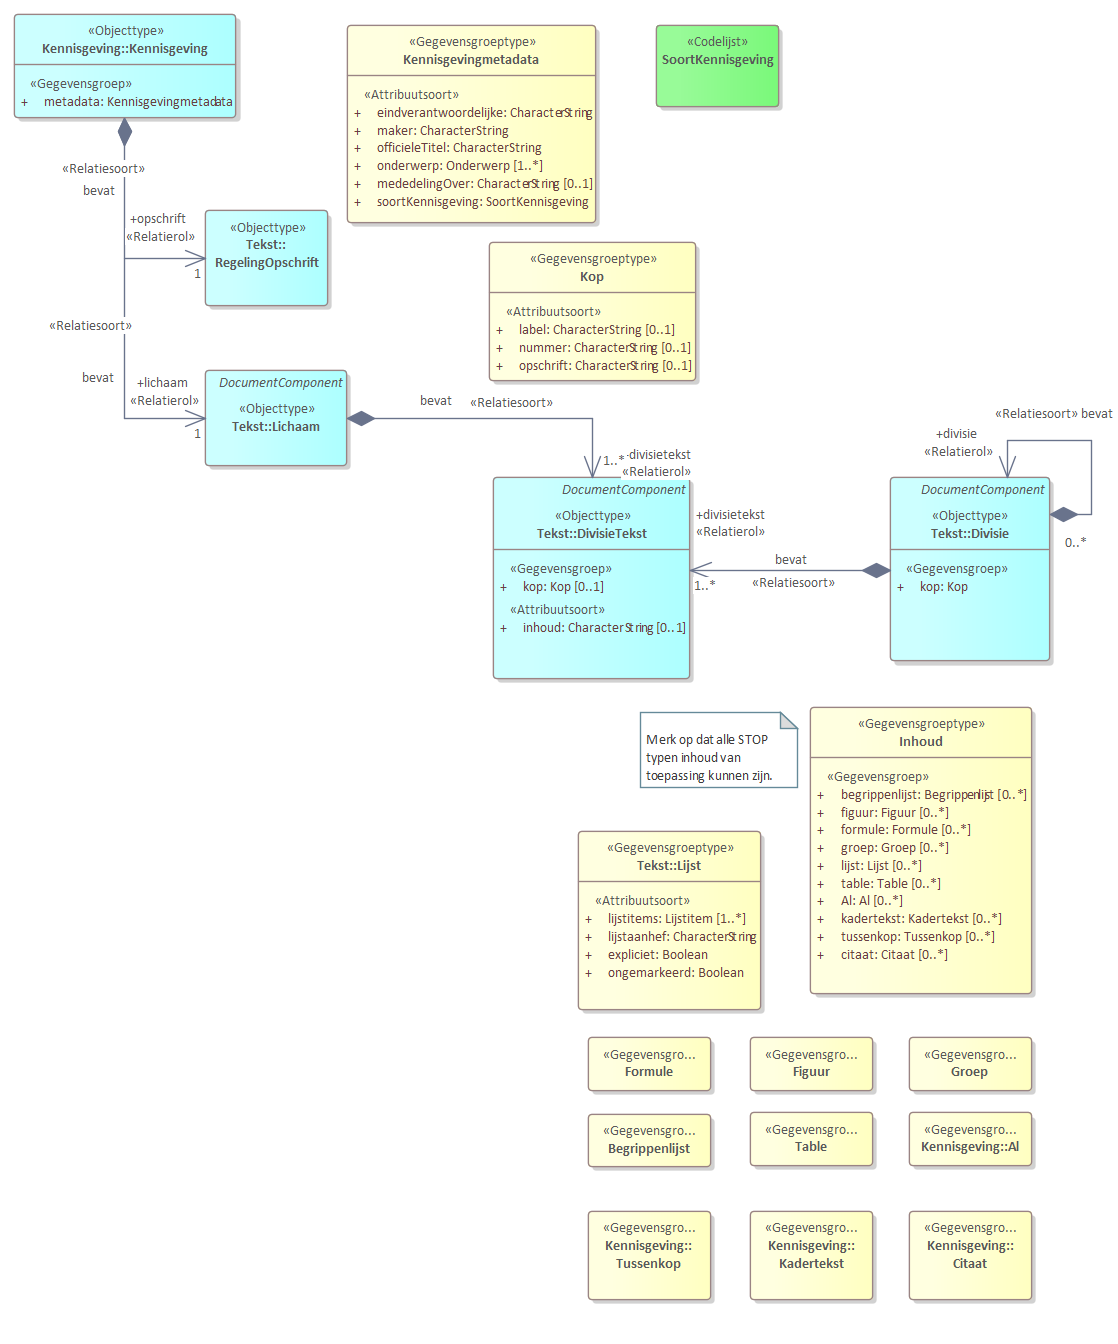 «Objecttype»
Kennisgeving::Kennisgeving
«Gegevensgroep»
+ metadata: Kennisgevingmetadata
«Gegevensgroeptype»
Kennisgevingmetadata
«Attribuutsoort»
+ eindverantwoordelijke: CharacterString
+ maker: CharacterString
+ officieleTitel: CharacterString
+ onderwerp: Onderwerp [1..*]
+ mededelingOver: CharacterString [0..1]
+ soortKennisgeving: SoortKennisgeving
«Codelijst»
SoortKennisgeving
«Relatiesoort»
bevat
+opschrift
«Relatierol»
1
«Objecttype»
Tekst::
RegelingOpschrift
«Gegevensgroeptype»
Kop
«Attribuutsoort»
+ label: CharacterString [0..1]
+ nummer: CharacterString [0..1]
+ opschrift: CharacterString [0..1]
«Relatiesoort»
bevat
+lichaam
«Relatierol»
1
DocumentComponent
«Objecttype»
Tekst::Lichaam
bevat «Relatiesoort»
1..* ·divisietekst
«Relatierol»
«Relatiesoort» bevat
+divisie
«Relatierol»
0..*
DocumentComponent
«Objecttype»
Tekst::DivisieTekst
«Gegevensgroep»
+ kop: Kop [0..1]
«Attribuutsoort»
+ inhoud: CharacterString [0..1]
+divisietekst
«Relatierol»
1..*
bevat
«Relatiesoort»
DocumentComponent
«Objecttype»
Tekst::Divisie
«Gegevensgroep»
+ kop: Kop
Merk op dat alle STOP
typen inhoud van
toepassing kunnen zijn.
«Gegevensgroeptype»
Inhoud
«Gegevensgroep»
+ begrippenlijst: Begrippenlijst [0..*]
+ figuur: Figuur [0..*]
+ formule: Formule [0..*]
+ groep: Groep [0..*]
+ lijst: Lijst [0..*]
+ table: Table [0..*]
+ Al: Al [0..*]
+ kadertekst: Kadertekst [0..*]
+ tussenkop: Tussenkop [0..*]
+ citaat: Citaat [0..*]
«Gegevensgroeptype»
Tekst::Lijst
«Attribuutsoort»
+ lijstitems: Lijstitem [1..*]
+ lijstaanhef: CharacterString
+ expliciet: Boolean
+ ongemarkeerd: Boolean
«Gegevensgro...
Formule
«Gegevensgro...
Figuur
«Gegevensgro...
Groep
«Gegevensgro...
Begrippenlijst
«Gegevensgro...
Table
«Gegevensgro...
Kennisgeving::Al
«Gegevensgro...
Kennisgeving::
Tussenkop
«Gegevensgro...
Kennisgeving::
Kadertekst
«Gegevensgro...
Kennisgeving::
Citaat